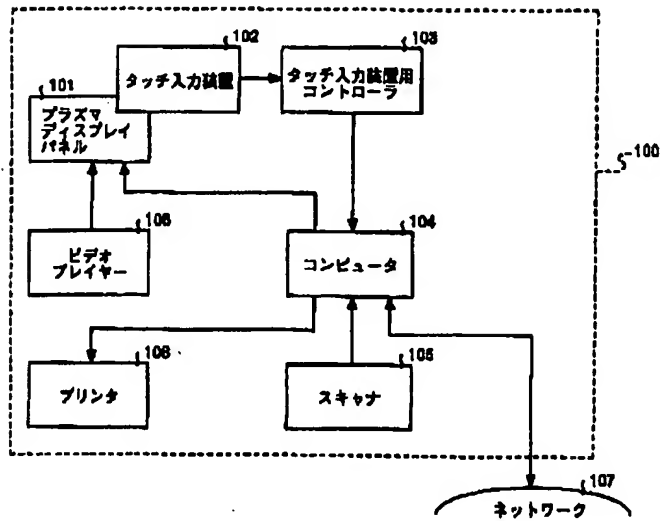 102
103
タッチ入力装置
タッチ入力装置用
コントローラ
101
プラズマ
ディスプレイ
パネル
100
104
ビデオ
プレイヤー
コンピュータ
105
プリンタ
スキャナ
107
ネットワーク